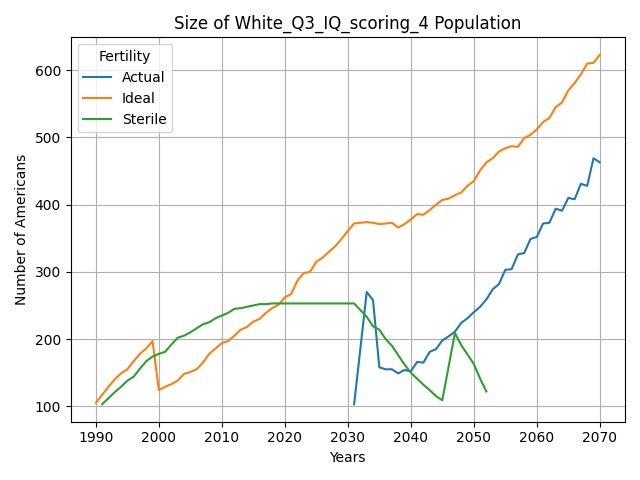 Size of White_Q3_IQ_scoring_4 Population
Fertility
Actual
Ideal
Sterile
Number of Americans
600
500
400
300
200
100
1990
2000
2010
2020
2030
2040
2050
2060
2070
Years